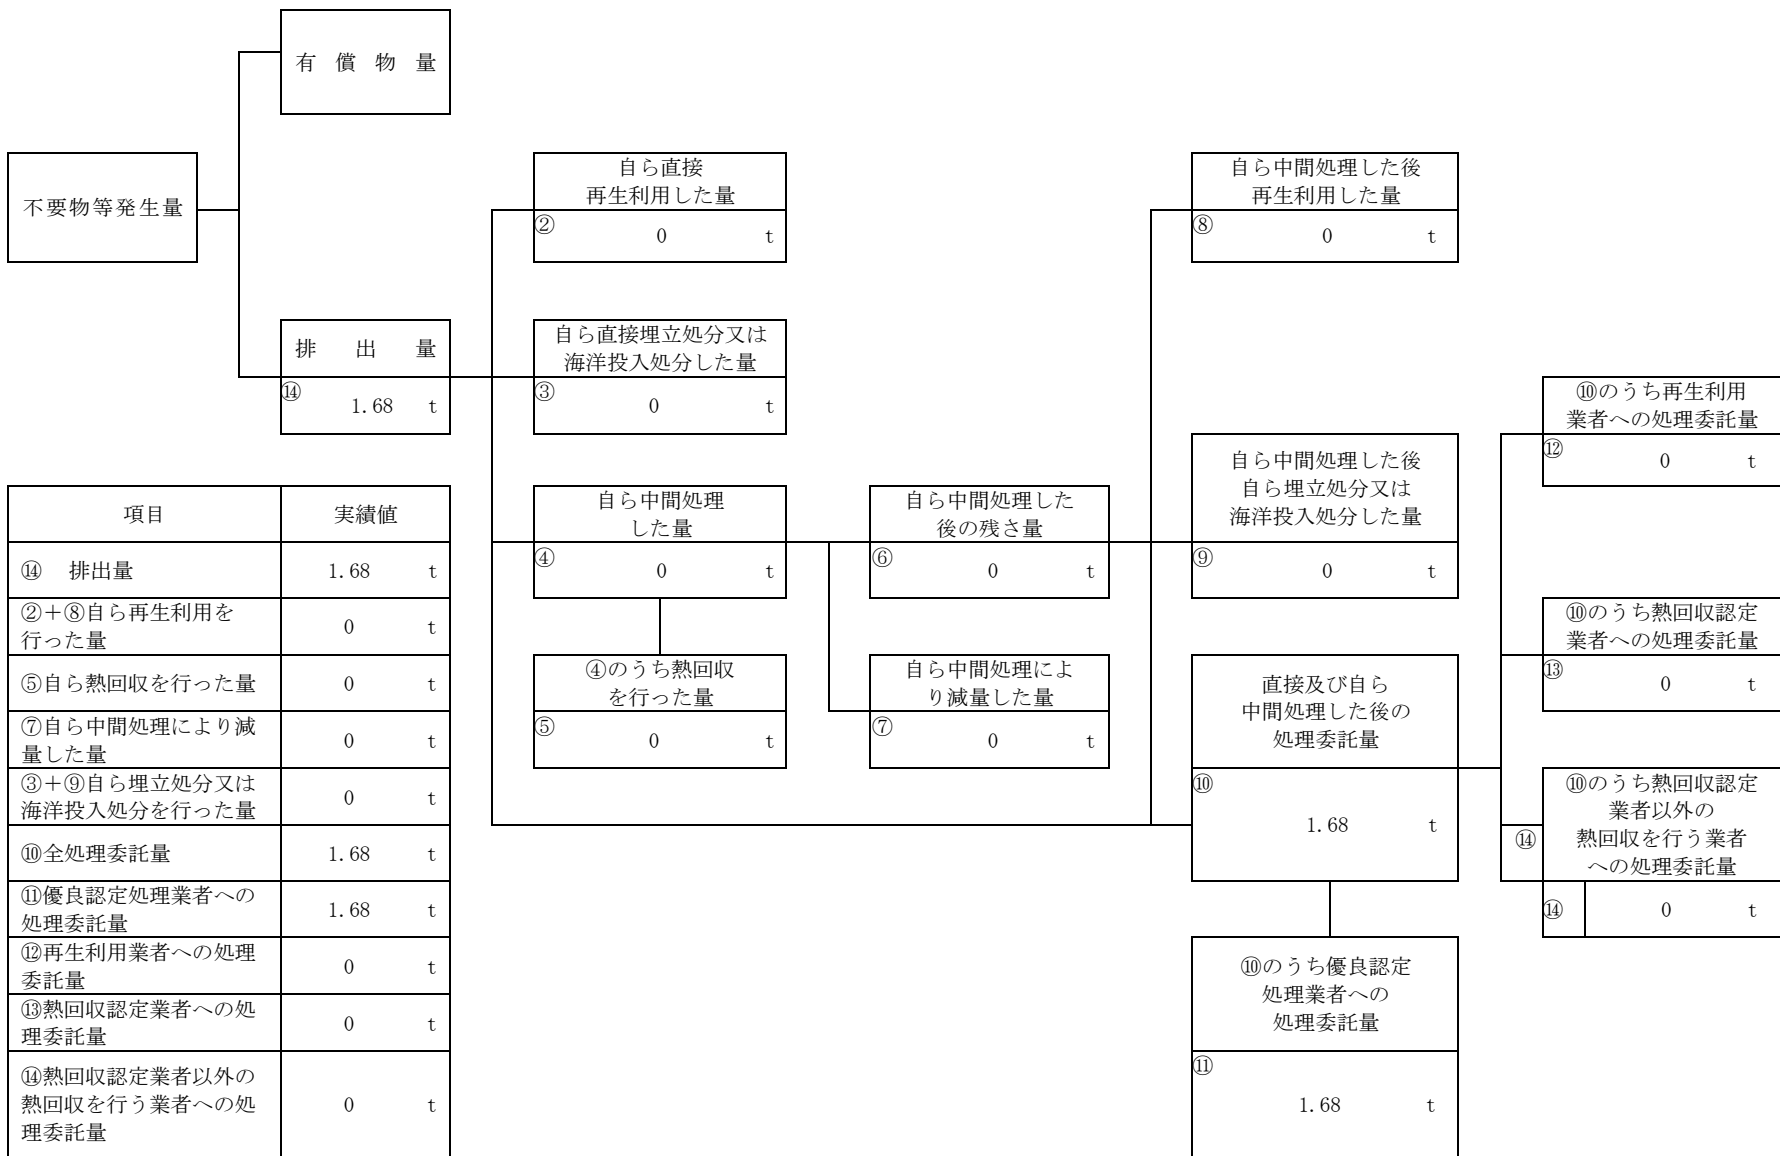 有償物量
不要物等発生量
自ら直接
再生利用した量
② 0 t
自ら中間処理した後
再生利用した量
⑧ 0 t
排出量
⑭ 1.68 t
自ら直接埋立処分又は
海洋投入処分した量
③ 0 t
⑩のうち再生利用
業者への処理委託量
⑫ 0 t
自ら中間処理
した量
④ 0 t
自ら中間処理した
後の残さ量
⑥ 0 t
自ら中間処理した後
自ら埋立処分又は
海洋投入処分した量
⑨ 0 t
⑩のうち熱回収認定
業者への処理委託量
⑬ 0 t
④のうち熱回収
を行った量
⑤ 0 t
自ら中間処理によ
り減量した量
⑦ 0 t
直接及び自ら
中間処理した後の
処理委託量
⑩
1.68 t
⑩のうち熱回収認定
業者以外の
熱回収を行う業者
への処理委託量
⑭
⑭ 0 t
⑩のうち優良認定
処理業者への
処理委託量
⑪
1.68 t
項目 実績値
⑭ 排出量 1.68 t
②+⑧自ら再生利用を
行った量 0 t
⑤自ら熱回収を行った量 0 t
⑦自ら中間処理により減
量した量 0 t
③+⑨自ら埋立処分又は
海洋投入処分を行った量 0 t
⑩全処理委託量 1.68 t
⑪優良認定処理業者への
処理委託量 1.68 t
⑫再生利用業者への処理
委託量 0 t
⑬熱回収認定業者への処
理委託量 0 t
⑭熱回収認定業者以外の
熱回収を行う業者への処
理委託量 0 t